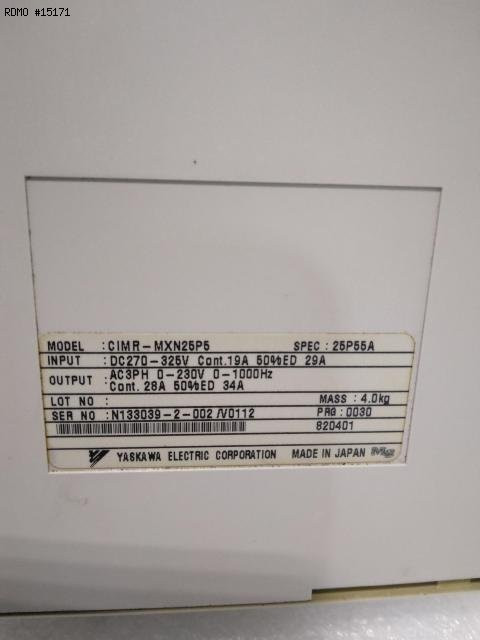 RDMO #15171
MODEL : CIMR-MXN25P5 SPEC : 25P55A
INPUT : DC270-325V Cont.19A 50%ED 29A
OUTPUT : AC3PH 0-230V 0-1000Hz
Cont. 28A 50%ED 34A
LOT NO : MASS : 4.0kg
SER NO : N133039-2-002/V0112 PRG : 0030
820401
YASKAWA ELECTRIC CORPORATION MADE IN JAPAN